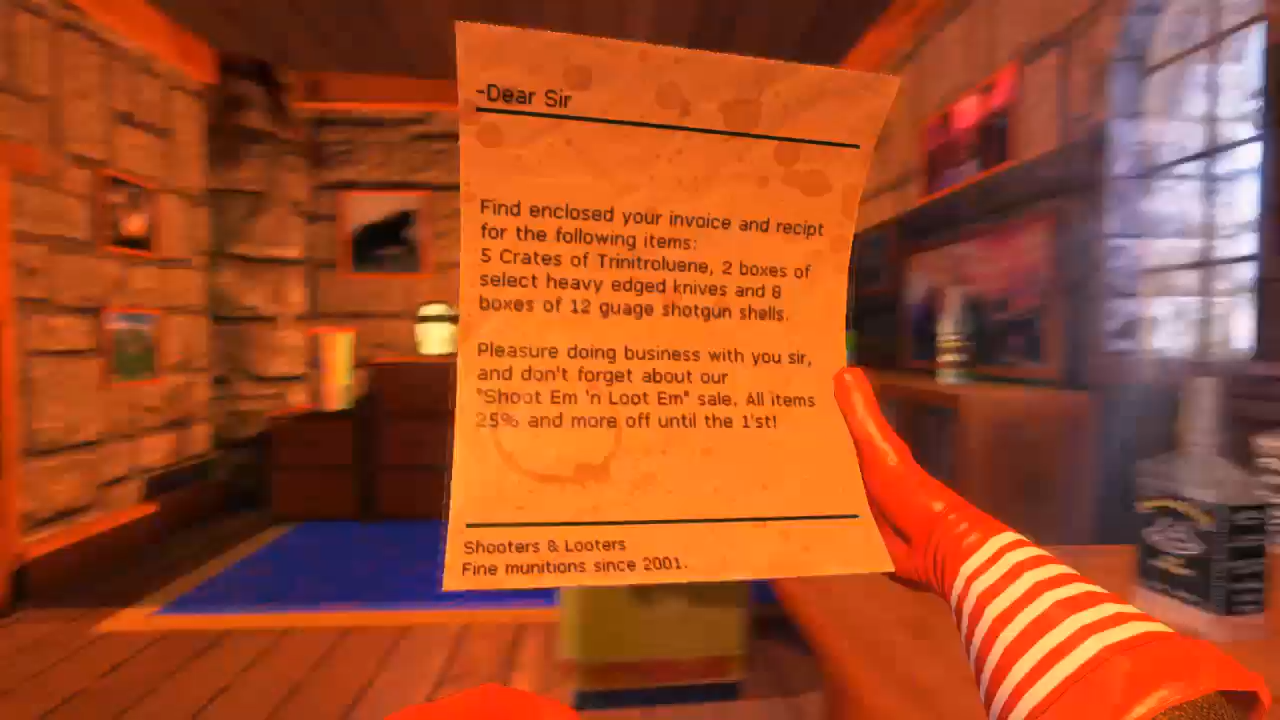 -Dear Sir
Find enclosed your invoice and recipt
for the following items:
5 Crates of Trinitroluene, 2 boxes of
select heavy edged knives and 8
boxes of 12 guage shotgun shells.
Pleasure doing business with you sir,
and don't forget about our
"Shoot Em 'n Loot Em" sale. All items
25% and more off until the 1'st!
Shooters & Looters
Fine munitions since 2001.